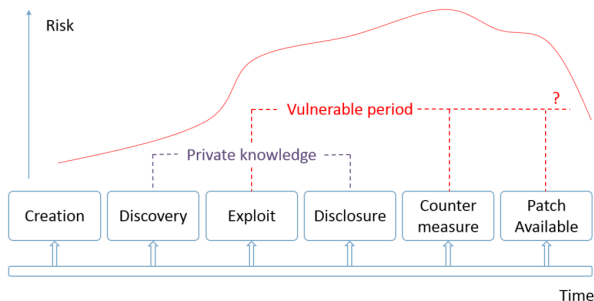 Risk
?
Vulnerable period
Private knowledge
Creation
Discovery
Exploit
Disclosure
Counter
measure
Patch
Available
Time